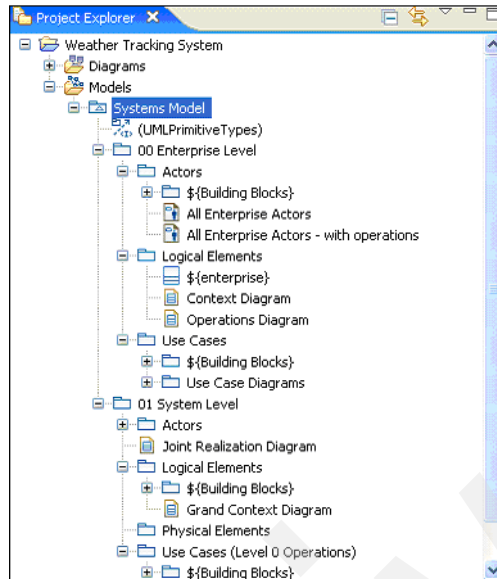 Project Explorer
Weather Tracking System
Diagrams
Models
Systems Model
(UMLPrimitiveTypes)
00 Enterprise Level
Actors
${Building Blocks}
All Enterprise Actors
All Enterprise Actors - with operations
Logical Elements
${enterprise}
Context Diagram
Operations Diagram
Use Cases
${Building Blocks}
Use Case Diagrams
01 System Level
Actors
Joint Realization Diagram
Logical Elements
${Building Blocks}
Grand Context Diagram
Physical Elements
Use Cases (Level 0 Operations)
${Building Blocks}